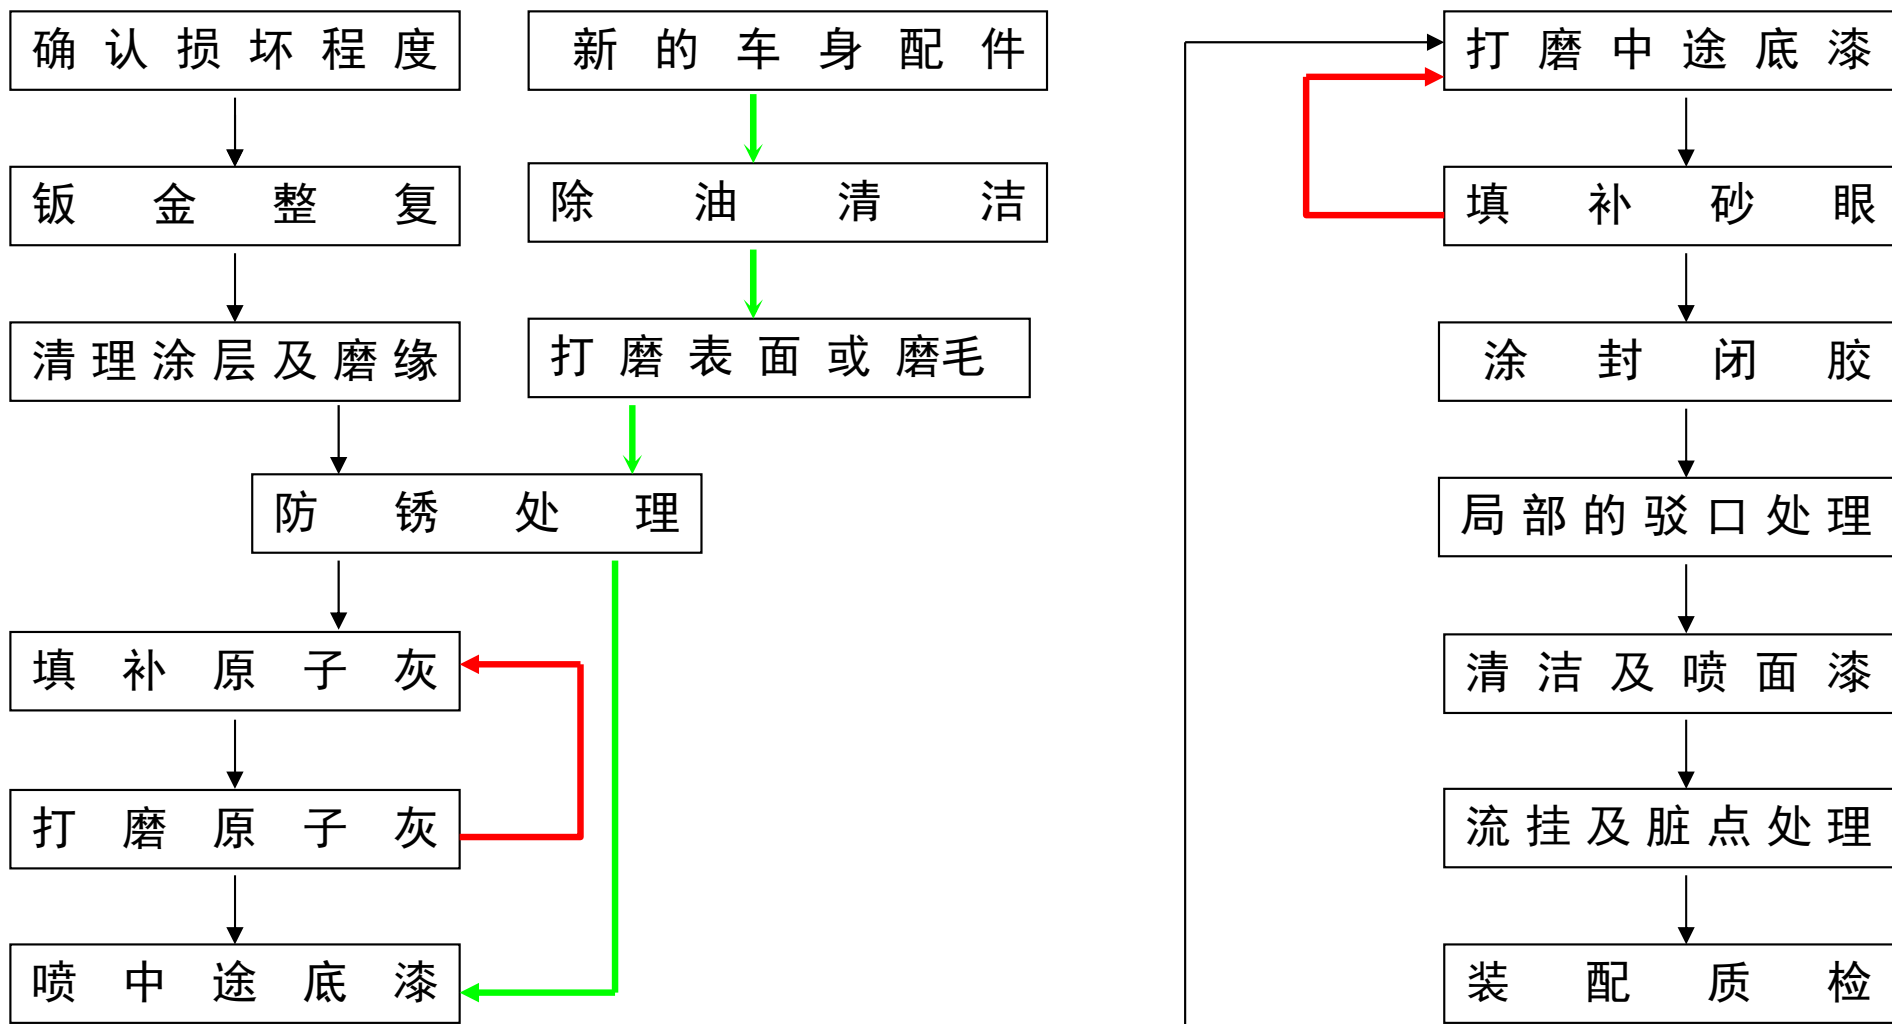 确认损坏程度
钣金整复
清理涂层及磨缘
新的车身配件
除油清洁
打磨表面或磨毛
防锈处理
填补原子灰
打磨原子灰
喷中途底漆
打磨中途底漆
填补砂眼
涂封闭胶
局部的驳口处理
清洁及喷面漆
流挂及脏点处理
装配质检